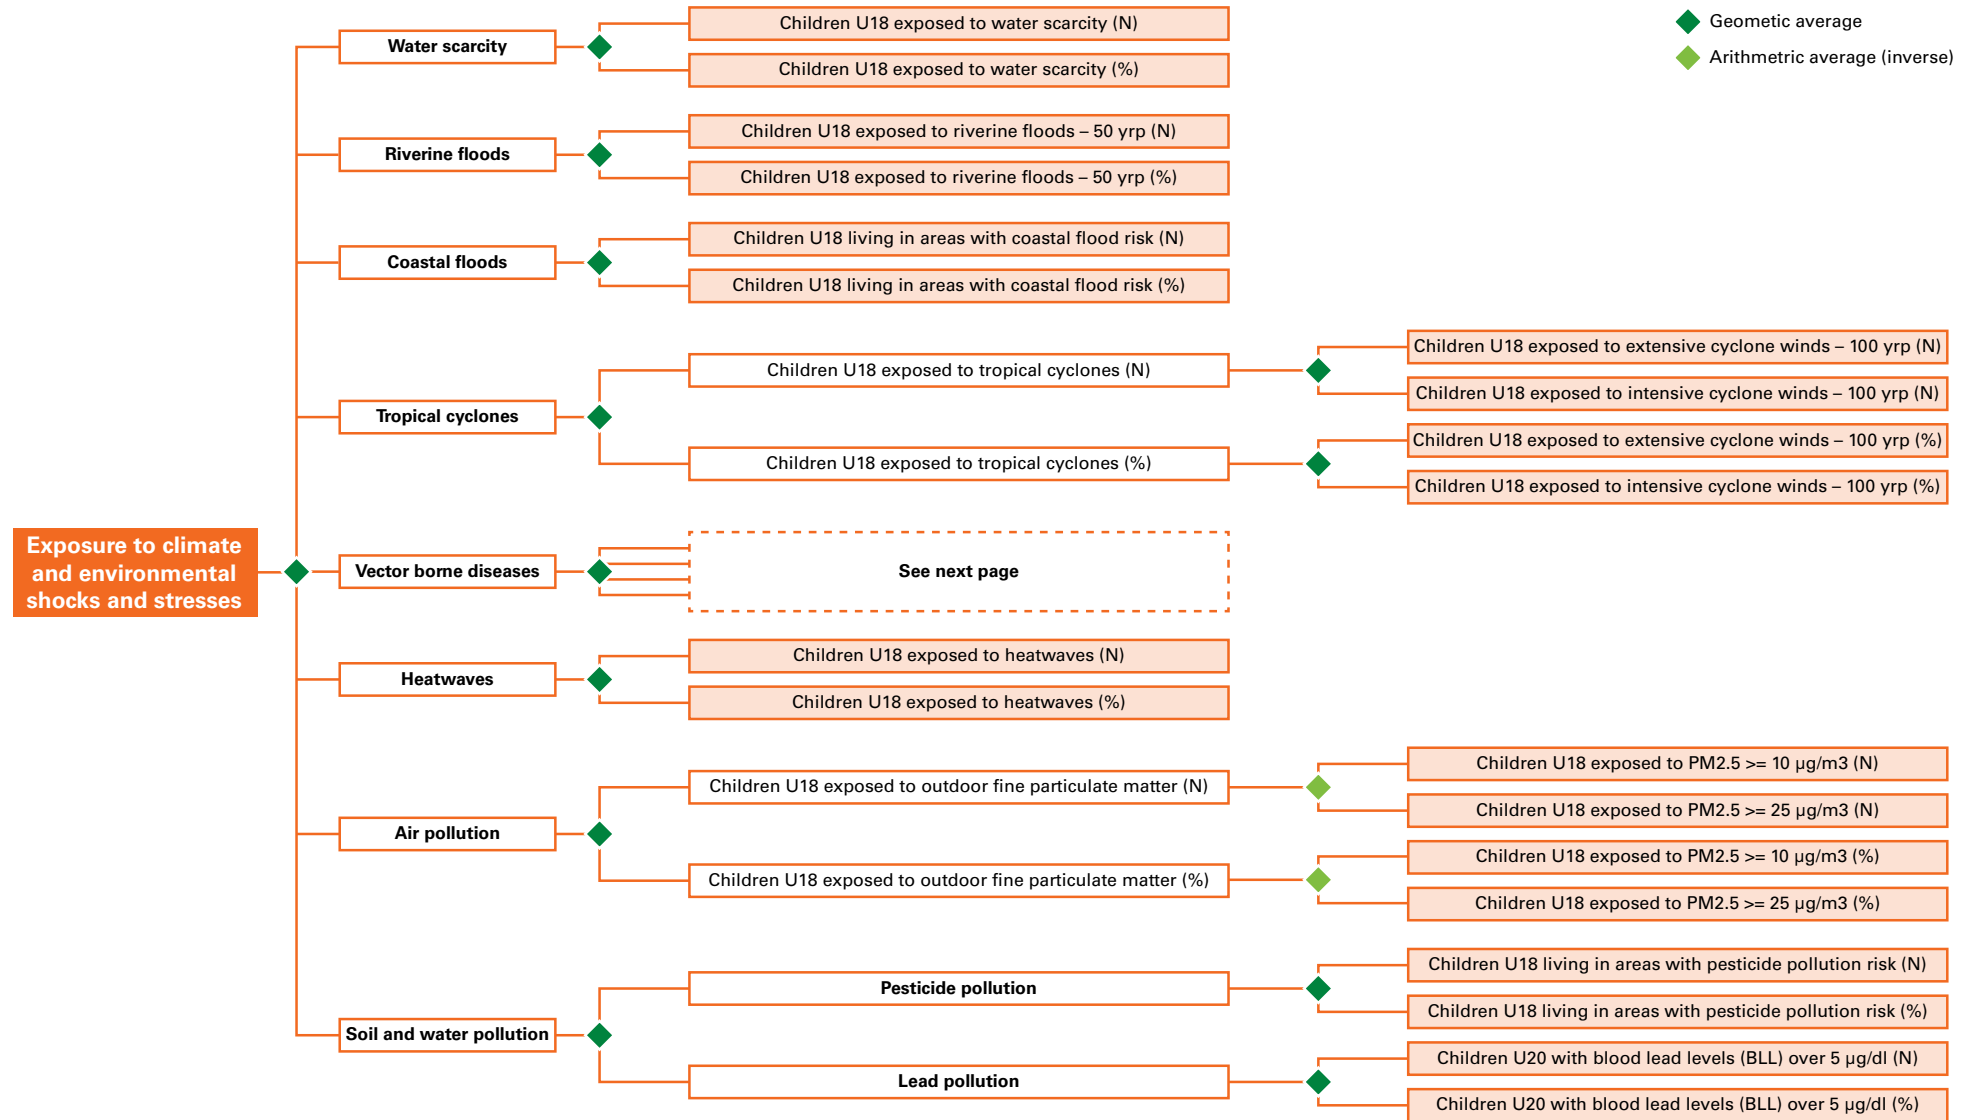 Geometic average
Arithmetric average (inverse)
Exposure to climate
and environmental
shocks and stresses
Water scarcity
Children U18 exposed to water scarcity (N)
Children U18 exposed to water scarcity (%)
Riverine floods
Children U18 exposed to riverine floods – 50 yrp (N)
Children U18 exposed to riverine floods – 50 yrp (%)
Coastal floods
Children U18 living in areas with coastal flood risk (N)
Children U18 living in areas with coastal flood risk (%)
Tropical cyclones
Children U18 exposed to tropical cyclones (N)
Children U18 exposed to extensive cyclone winds – 100 yrp (N)
Children U18 exposed to intensive cyclone winds – 100 yrp (N)
Children U18 exposed to tropical cyclones (%)
Children U18 exposed to extensive cyclone winds – 100 yrp (%)
Children U18 exposed to intensive cyclone winds – 100 yrp (%)
Vector borne diseases
See next page
Heatwaves
Children U18 exposed to heatwaves (N)
Children U18 exposed to heatwaves (%)
Air pollution
Children U18 exposed to outdoor fine particulate matter (N)
Children U18 exposed to PM2.5 >= 10 µg/m3 (N)
Children U18 exposed to PM2.5 >= 25 µg/m3 (N)
Children U18 exposed to outdoor fine particulate matter (%)
Children U18 exposed to PM2.5 >= 10 µg/m3 (%)
Children U18 exposed to PM2.5 >= 25 µg/m3 (%)
Soil and water pollution
Pesticide pollution
Children U18 living in areas with pesticide pollution risk (N)
Children U18 living in areas with pesticide pollution risk (%)
Lead pollution
Children U20 with blood lead levels (BLL) over 5 µg/dl (N)
Children U20 with blood lead levels (BLL) over 5 µg/dl (%)